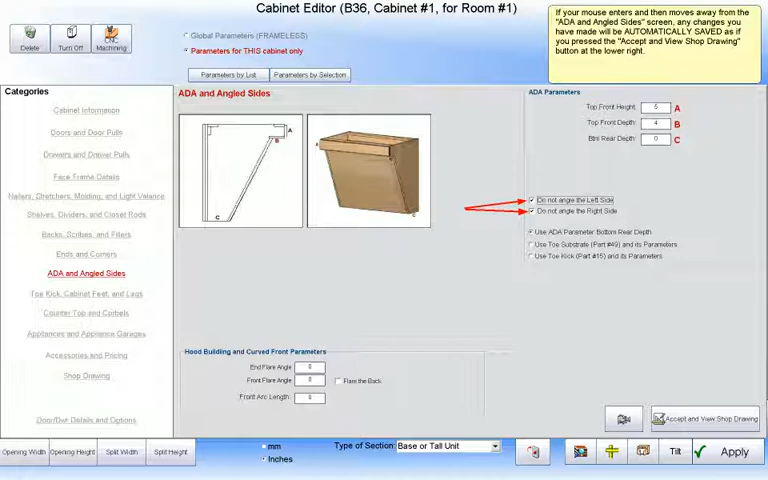 Cabinet Editor (B36, Cabinet #1, for Room #1)
If your mouse enters and then moves away from the
"ADA and Angled Sides" screen, any changes you
have made will be AUTOMATICALLY SAVED as if
you pressed the "Accept and View Shop Drawing"
button at the lower right.
Delete
Turn Off
CNC
Machining
Global Parameters (FRAMELESS)
Parameters for THIS cabinet only
Parameters by List
Parameters by Selection
Categories
Cabinet Information
Doors and Door Pulls
Drawers and Drawer Pulls
Face Frame Details
Nailers, Stretchers, Molding, and Light Valance
Shelves, Dividers, and Closet Rods
Backs, Scribes, and Fillers
Ends and Corners
ADA and Angled Sides
Toe Kick, Cabinet Feet, and Legs
Counter Top and Corbels
Appliances and Appliance Garages
Accessories and Pricing
Shop Drawing
Door/Dwr Details and Options
ADA and Angled Sides
A
B
C
A
C
ADA Parameters
Top Front Height: 5 A
Top Front Depth: 4 B
Btm Rear Depth: 0 C
Do not angle the Left Side
Do not angle the Right Side
Use ADA Parameter Bottom Rear Depth
Use Toe Substrate (Part #49) and its Parameters
Use Toe Kick (Part #15) and its Parameters
Hood Building and Curved Front Parameters
End Flare Angle 0
Front Flare Angle 0
Flare the Back
Front Arc Length: 0
Accept and View Shop Drawing
Opening Width
Opening Height
Split Width
Split Height
mm
Inches
Type of Section: Base or Tall Unit
Tilt
Apply